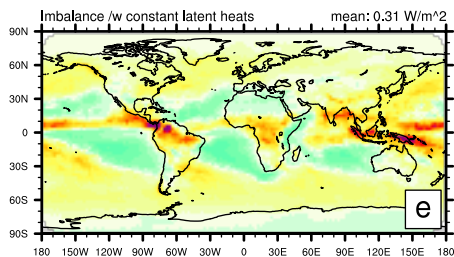 Imbalance /w constant latent heats mean: 0.31 W/m^2
90N
60N
30N
0
30S
60S
90S
180 150W 120W 90W 60W 30W 0 30E 60E 90E 120E 150E 180
e